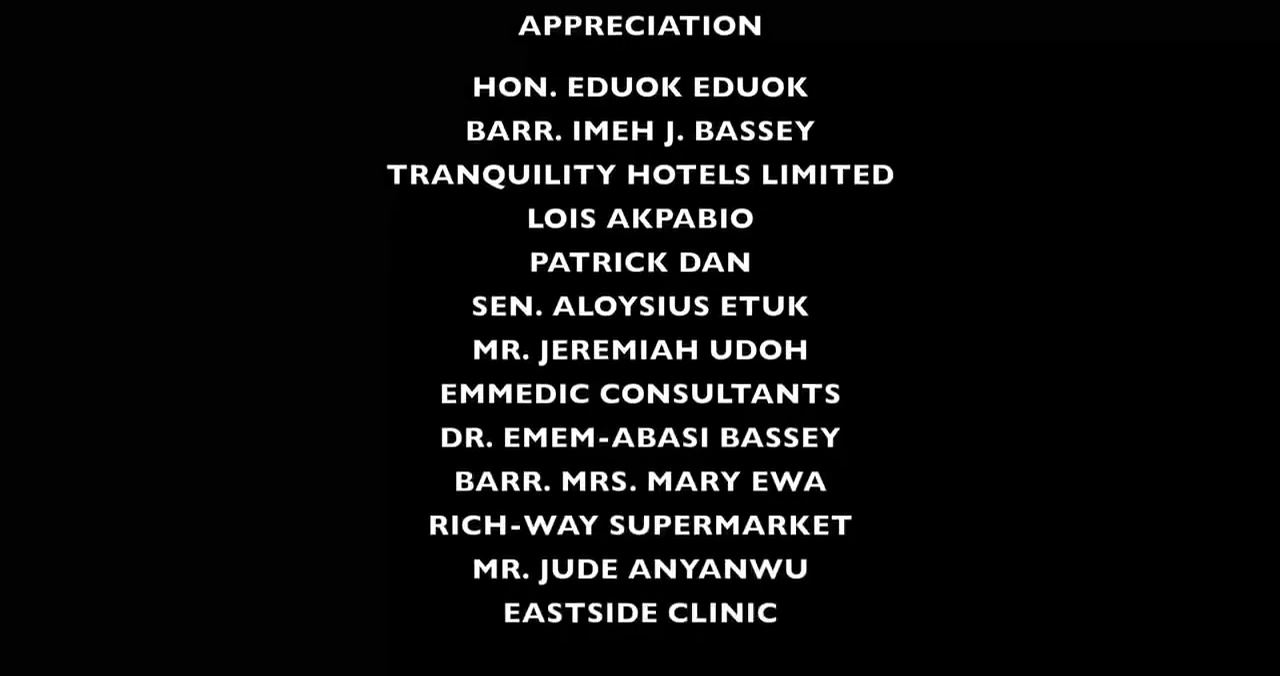 APPRECIATION
HON. EDUOK EDUOK
BARR. IMEH J. BASSEY
TRANQUILITY HOTELS LIMITED
LOIS AKPABIO
PATRICK DAN
SEN. ALOYSIUS ETUK
MR. JEREMIAH UDOH
EMMEDIC CONSULTANTS
DR. EMEM-ABASI BASSEY
BARR. MRS. MARY EWA
RICH-WAY SUPERMARKET
MR. JUDE ANYANWU
EASTSIDE CLINIC